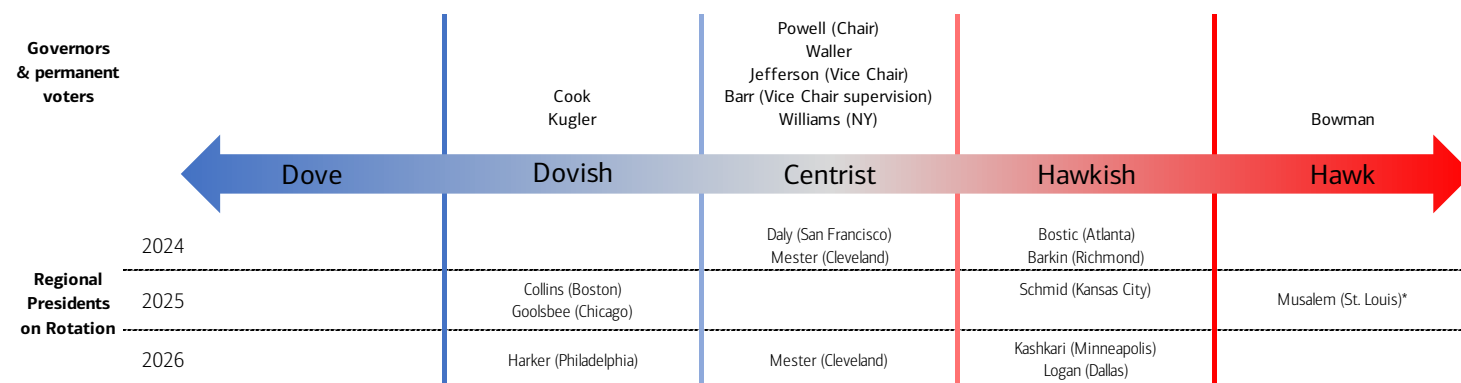 Governors
& permanent
voters
Cook
Kugler
Powell (Chair)
Waller
Jefferson (Vice Chair)
Barr (Vice Chair supervision)
Williams (NY)
Bowman
Dove
Dovish
Centrist
Hawkish
Hawk
Regional
Presidents
on Rotation
2024
Daly (San Francisco)
Mester (Cleveland)
Bostic (Atlanta)
Barkin (Richmond)
2025
Collins (Boston)
Goolsbee (Chicago)
Schmid (Kansas City)
Musalem (St. Louis)*
2026
Harker (Philadelphia)
Mester (Cleveland)
Kashkari (Minneapolis)
Logan (Dallas)